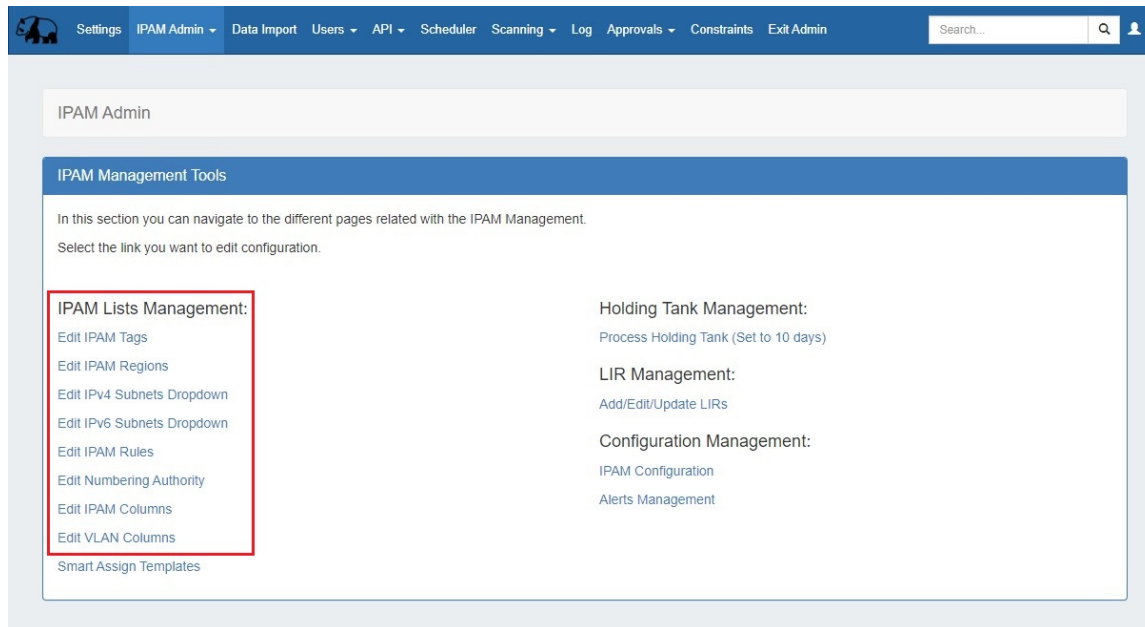 Settings IPAM Admin Data Import Users API Scheduler Scanning Log Approvals Constraints Exit Admin Search...
IPAM Admin
IPAM Management Tools
In this section you can navigate to the different pages related with the IPAM Management.
Select the link you want to edit configuration.
IPAM Lists Management:
Edit IPAM Tags
Edit IPAM Regions
Edit IPv4 Subnets Dropdown
Edit IPv6 Subnets Dropdown
Edit IPAM Rules
Edit Numbering Authority
Edit IPAM Columns
Edit VLAN Columns
Smart Assign Templates
Holding Tank Management:
Process Holding Tank (Set to 10 days)
LIR Management:
Add/Edit/Update LIRs
Configuration Management:
IPAM Configuration
Alerts Management